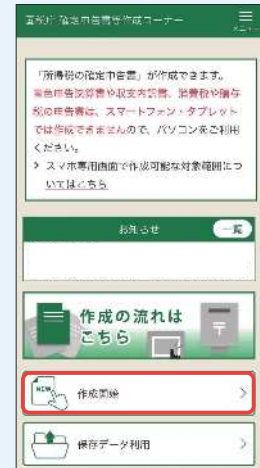 国税庁 確定申告書等作成コーナー
メニュー
「所得税の確定申告書」が作成できます。
青色申告決算書や収支内訳書、消費税や贈与
税の申告書は、スマートフォン・タブレット
では作成できませんので、パソコンをご利用
ください。
> スマホ専用画面で作成可能な対象範囲につ
いてはこちら
お知らせ
一覧
作成の流れは
こちら
〒
NEW
作成開始
保存データ利用